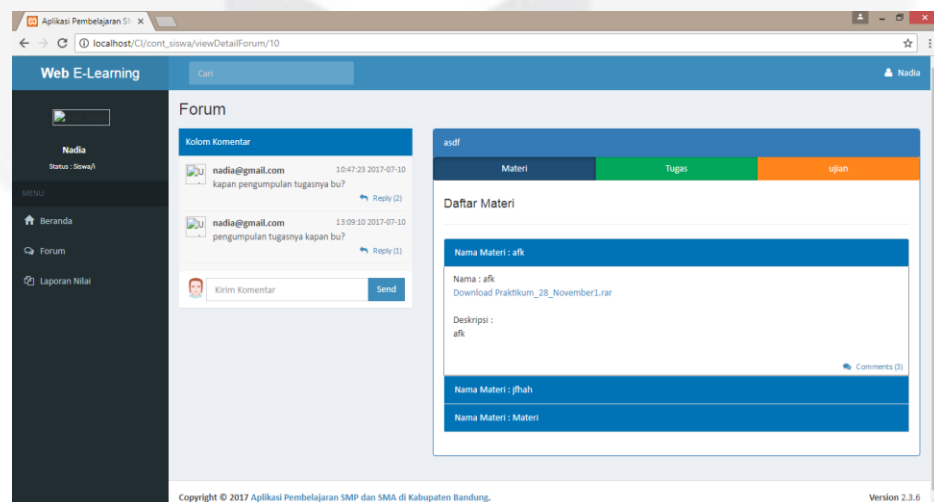 Aplikasi Pembelajaran SM
localhost/CI/cont_siswa/viewDetailForum/10
Web E-Learning
Cari
Nadia
Nadia
Status : Siswa/i
MENU
Beranda
Forum
Laporan Nilai
Forum
Kolom Komentar
nadia@gmail.com 10:47:23 2017-07-10
kapan pengumpulan tugasnya bu?
Reply (2)
nadia@gmail.com 13:09:10 2017-07-10
pengumpulan tugasnya kapan bu?
Reply (1)
Kirim Komentar
Send
asdf
Materi Tugas ujian
Daftar Materi
Nama Materi : afk
Nama : afk
Download Praktikum_28_November1.rar
Deskripsi :
afk
Comments (3)
Nama Materi : jfhah
Nama Materi : Materi
Copyright © 2017 Aplikasi Pembelajaran SMP dan SMA di Kabupaten Bandung.
Version 2.3.6